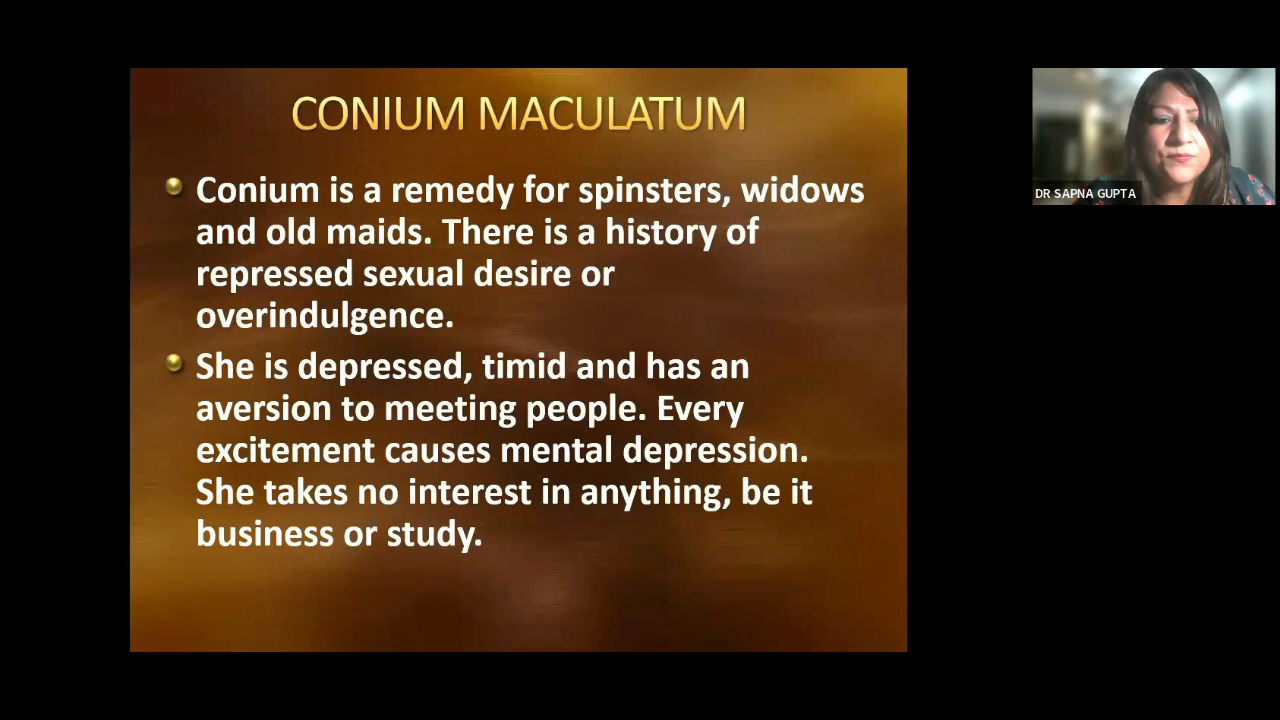 CONIUM MACULATUM
Conium is a remedy for spinsters, widows
and old maids. There is a history of
repressed sexual desire or
overindulgence.
She is depressed, timid and has an
aversion to meeting people. Every
excitement causes mental depression.
She takes no interest in anything, be it
business or study.
DR SAPNA GUPTA